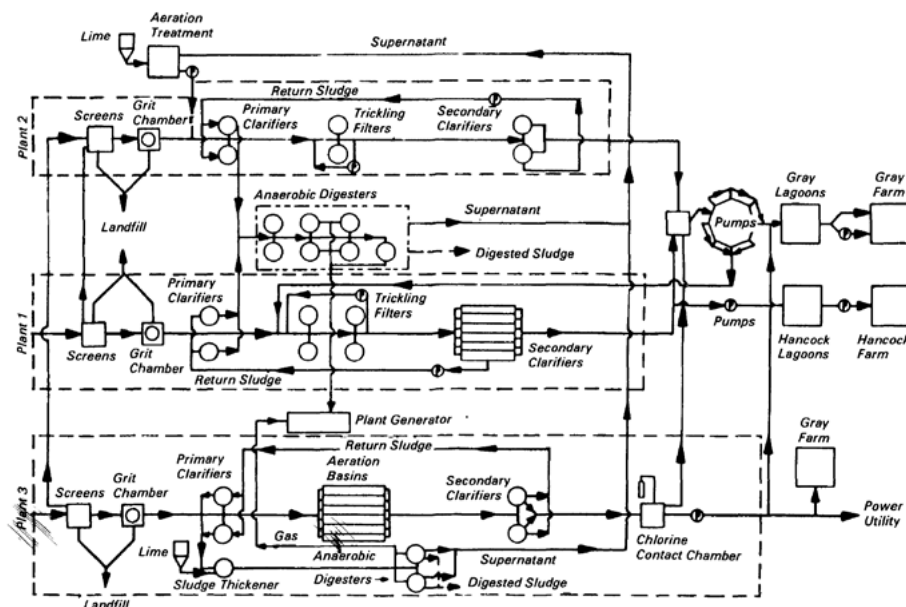 Lime
Aeration
Treatment
Supernatant
Plant 2
Screens
Grit
Chamber
Return Sludge
P
Primary
Clarifiers
Trickling
Filters
P
Secondary
Clarifiers
P
Landfill
Anaerobic Digesters
Supernatant
Digested Sludge
Pumps
Gray
Lagoons
P
Gray
Farm
Plant 1
Screens
Grit
Chamber
Primary
Clarifiers
Return Sludge
P
Trickling
Filters
P
Secondary
Clarifiers
P
Pumps
Hancock
Lagoons
P
Hancock
Farm
Plant Generator
Plant 3
Screens
Grit
Chamber
Landfill
Primary
Clarifiers
Lime
Sludge Thickener
Return Sludge
Aeration
Basins
Gas
Anaerobic
Digesters
Secondary
Clarifiers
Supernatant
Digested Sludge
Chlorine
Contact Chamber
P
Gray
Farm
Power
Utility